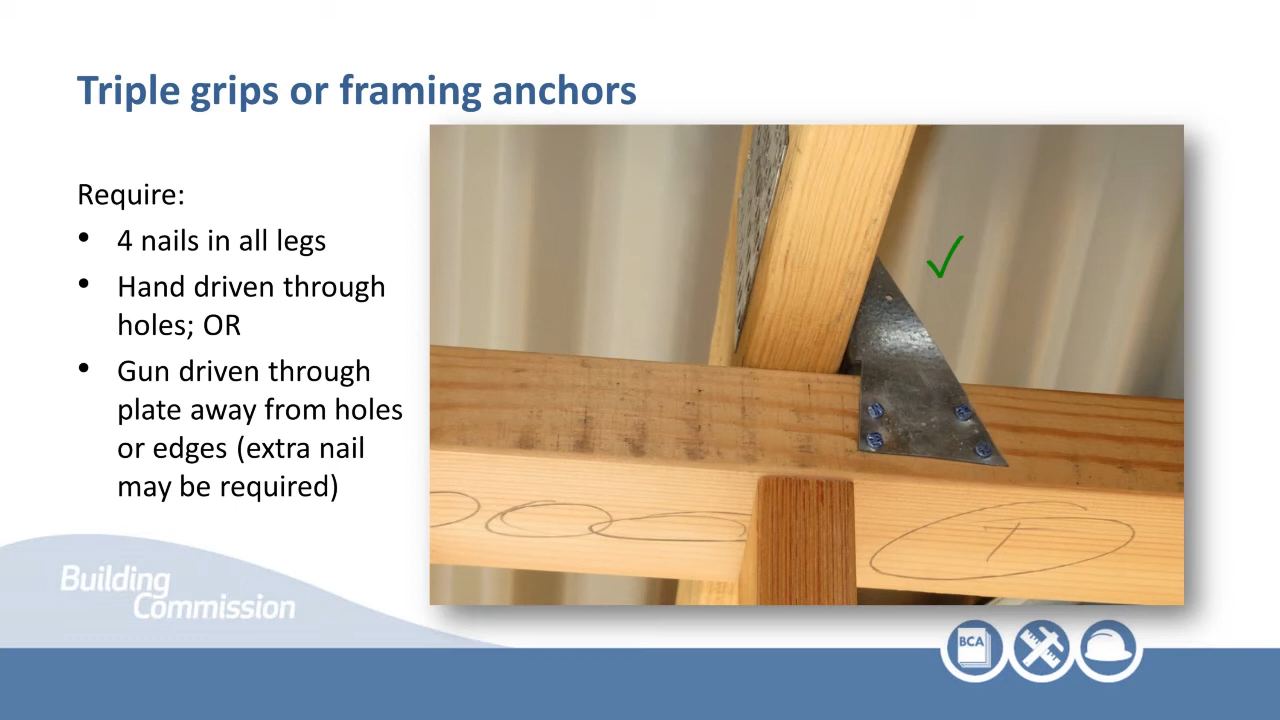 Triple grips or framing anchors
Require:
• 4 nails in all legs
• Hand driven through
holes; OR
• Gun driven through
plate away from holes
or edges (extra nail
may be required)
Building
Commission
BCA